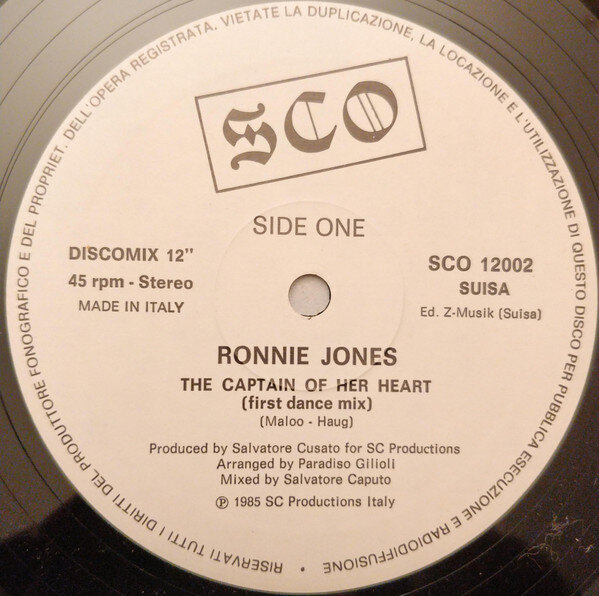 RISERVATI TUTTI I DIRITTI DEL PRODUTTORE FONOGRAFICO E DEL PROPRIET. DELL'OPERA REGISTRATA. VIETATE LA DUPLICAZIONE, LA LOCAZIONE E L'UTILIZZAZIONE DI QUESTO DISCO PER PUBBLICA ESECUZIONE E RADIODIFFUSIONE •
SCO
SIDE ONE
DISCOMIX 12"
45 rpm - Stereo
MADE IN ITALY
SCO 12002
SUISA
Ed. Z-Musik (Suisa)
RONNIE JONES
THE CAPTAIN OF HER HEART
(first dance mix)
(Maloo - Haug)
Produced by Salvatore Cusato for SC Productions
Arranged by Paradiso Gilioli
Mixed by Salvatore Caputo
℗ 1985 SC Productions Italy